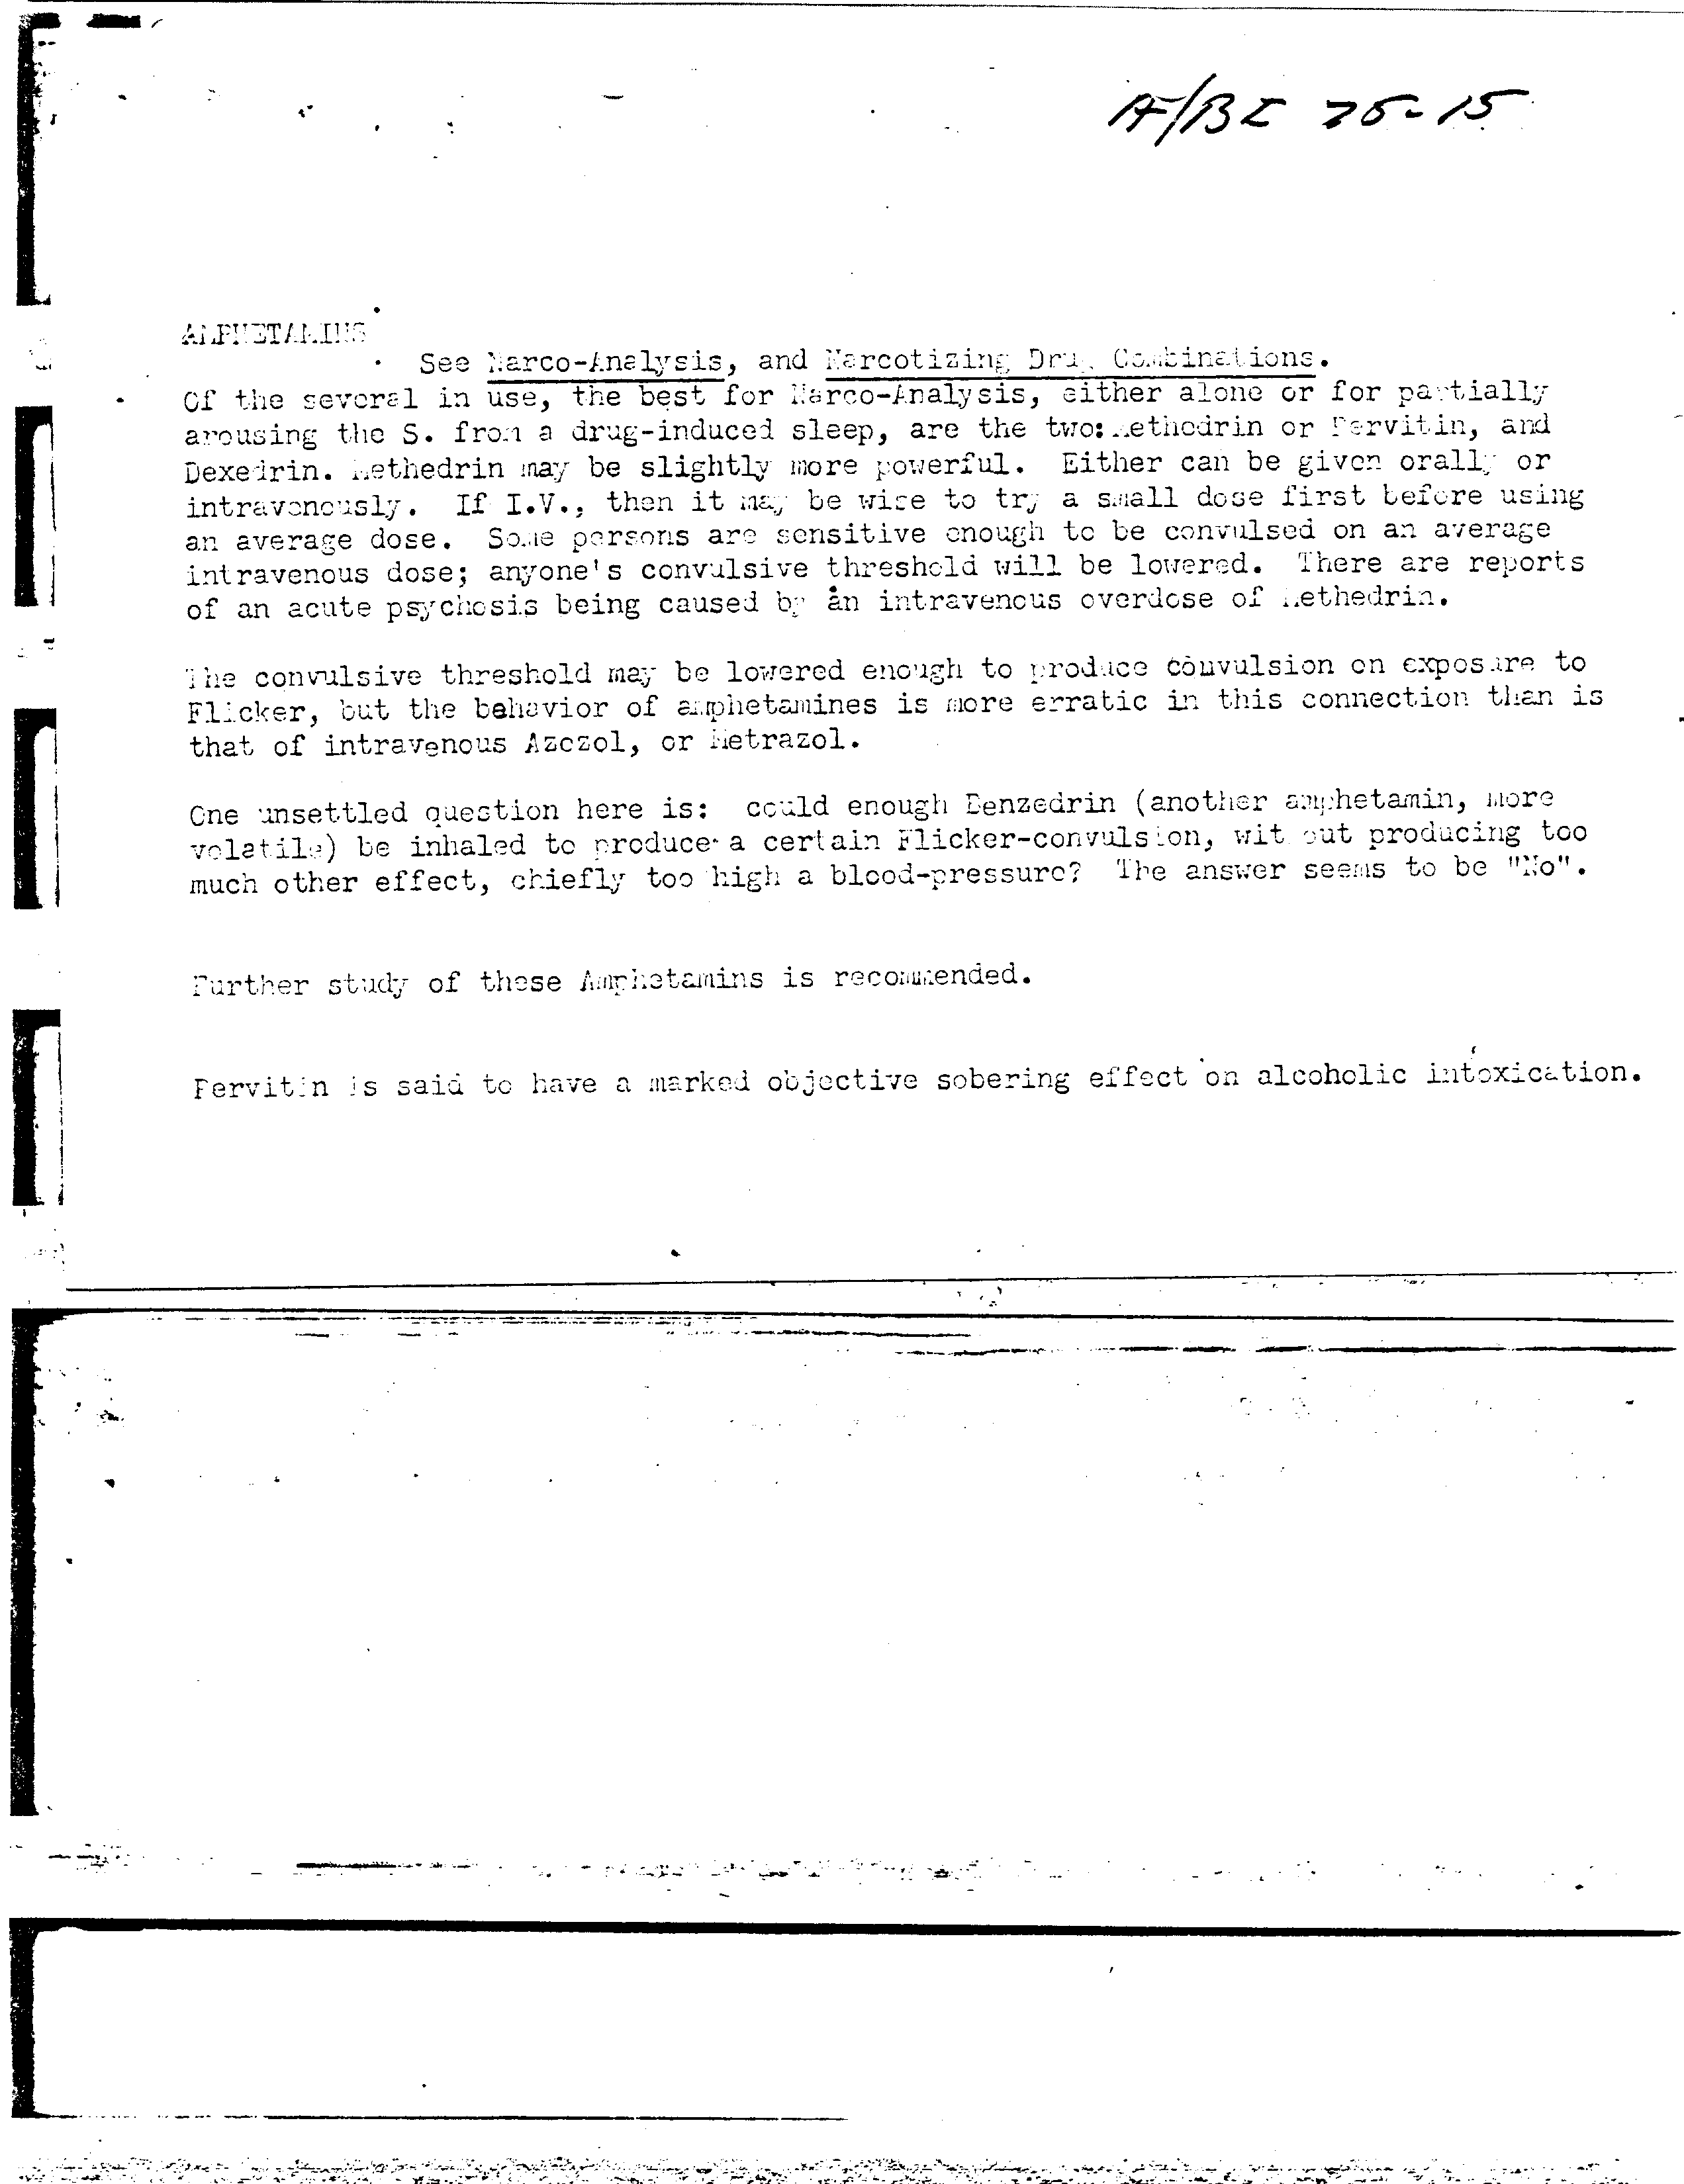 A/BI 26-15
AMPHETAMINS
See Narco-Analysis, and Narcotizing Drug Combinations.
Of the several in use, the best for Narco-Analysis, either alone or for partially
arousing the S. from a drug-induced sleep, are the two: Methedrin or Pervitin, and
Dexedrin. Methedrin may be slightly more powerful. Either can be given orally or
intravenously. If I.V., then it may be wise to try a small dose first before using
an average dose. Some persons are sensitive enough to be convulsed on an average
intravenous dose; anyone's convulsive threshold will be lowered. There are reports
of an acute psychosis being caused by an intravenous overdose of Methedrin.
The convulsive threshold may be lowered enough to produce convulsion on exposure to
Flicker, but the behavior of amphetamines is more erratic in this connection than is
that of intravenous Azozol, or Metrazol.
One unsettled question here is: could enough Benzedrin (another amphetamin, more
volatile) be inhaled to produce a certain Flicker-convulsion, without producing too
much other effect, chiefly too high a blood-pressure? The answer seems to be "No".
Further study of these Amphetamins is recommended.
Pervitin is said to have a marked objective sobering effect on alcoholic intoxication.